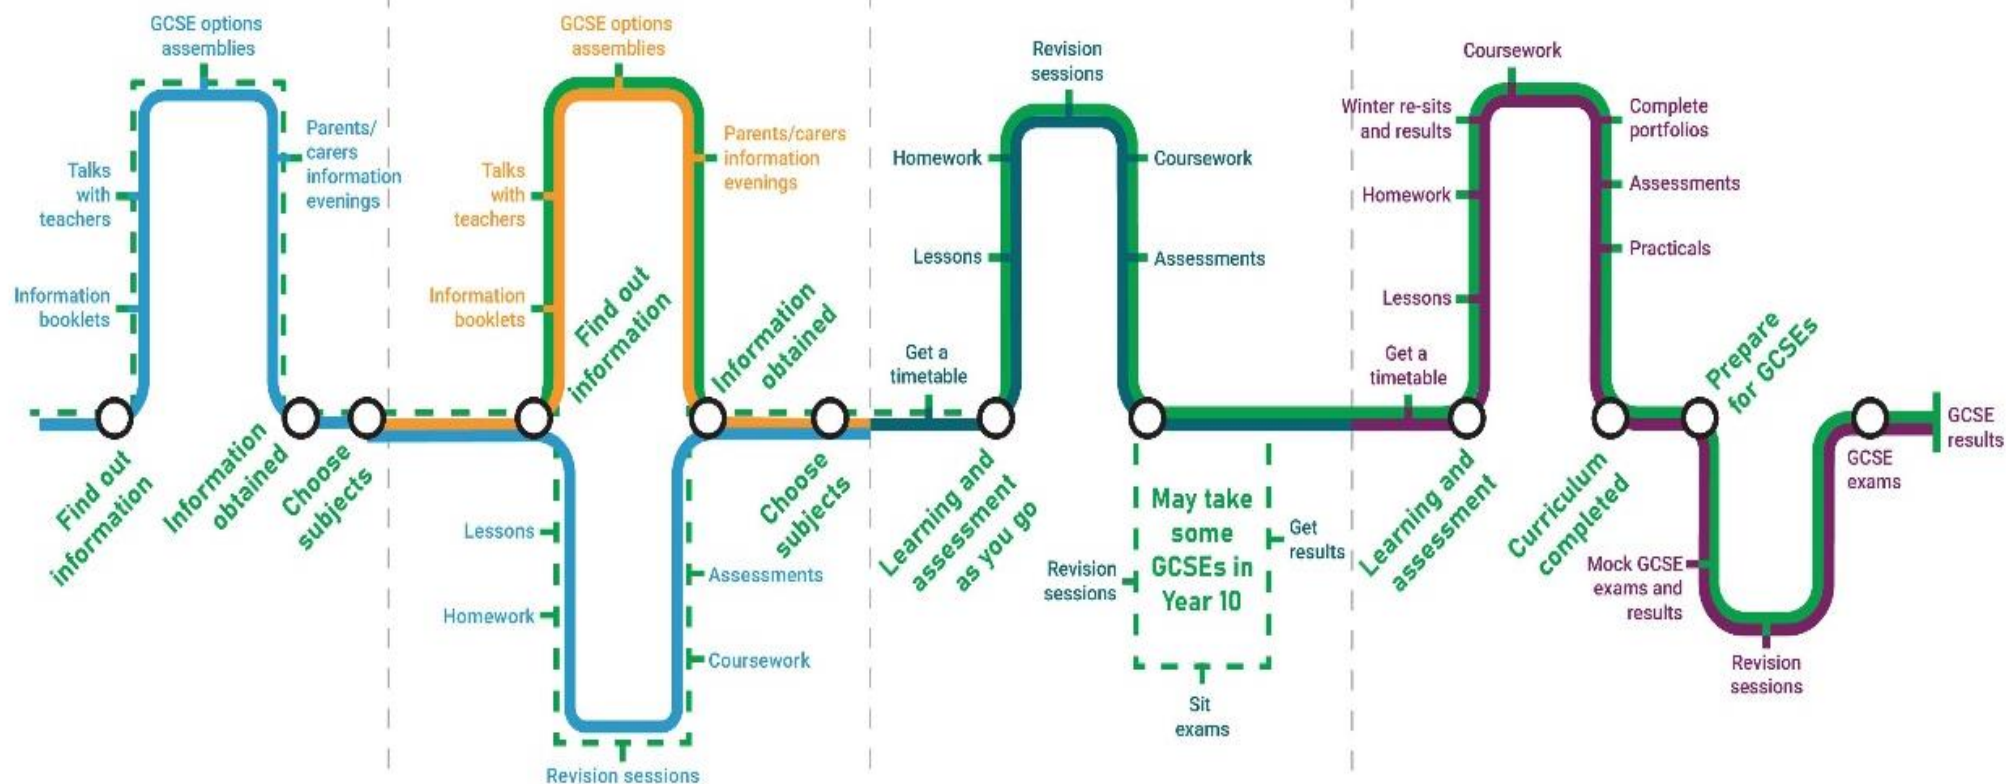 GCSE options
assemblies
Parents/
carers
information
evenings
Talks
with
teachers
Information
booklets
Find out
information
Information
obtained
Choose
subjects
GCSE options
assemblies
Parents/carers
information
evenings
Talks
with
teachers
Information
booklets
Find out
information
Information
obtained
Lessons
Homework
Assessments
Coursework
Revision sessions
Choose
subjects
Get a
timetable
Learning and
assessment
as you go
Lessons
Homework
Revision
sessions
Coursework
Assessments
May take
some
GCSEs in
Year 10
Revision
sessions
Sit
exams
Get
results
Get a
timetable
Learning and
assessment
Lessons
Homework
Winter re-sits
and results
Coursework
Complete
portfolios
Assessments
Practicals
Curriculum
completed
Prepare
for GCSEs
Mock GCSE
exams and
results
Revision
sessions
GCSE
exams
GCSE
results